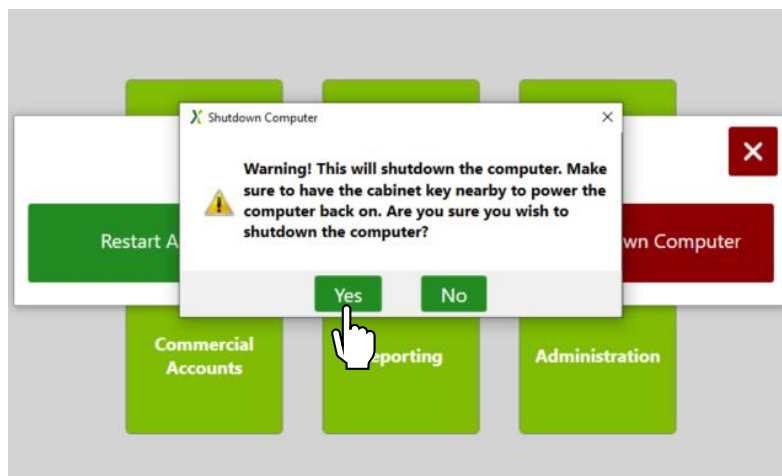 Shutdown Computer
Warning! This will shutdown the computer. Make
sure to have the cabinet key nearby to power the
computer back on. Are you sure you wish to
shutdown the computer?
Restart A
wn Computer
Yes
No
Commercial
Accounts
eporting
Administration